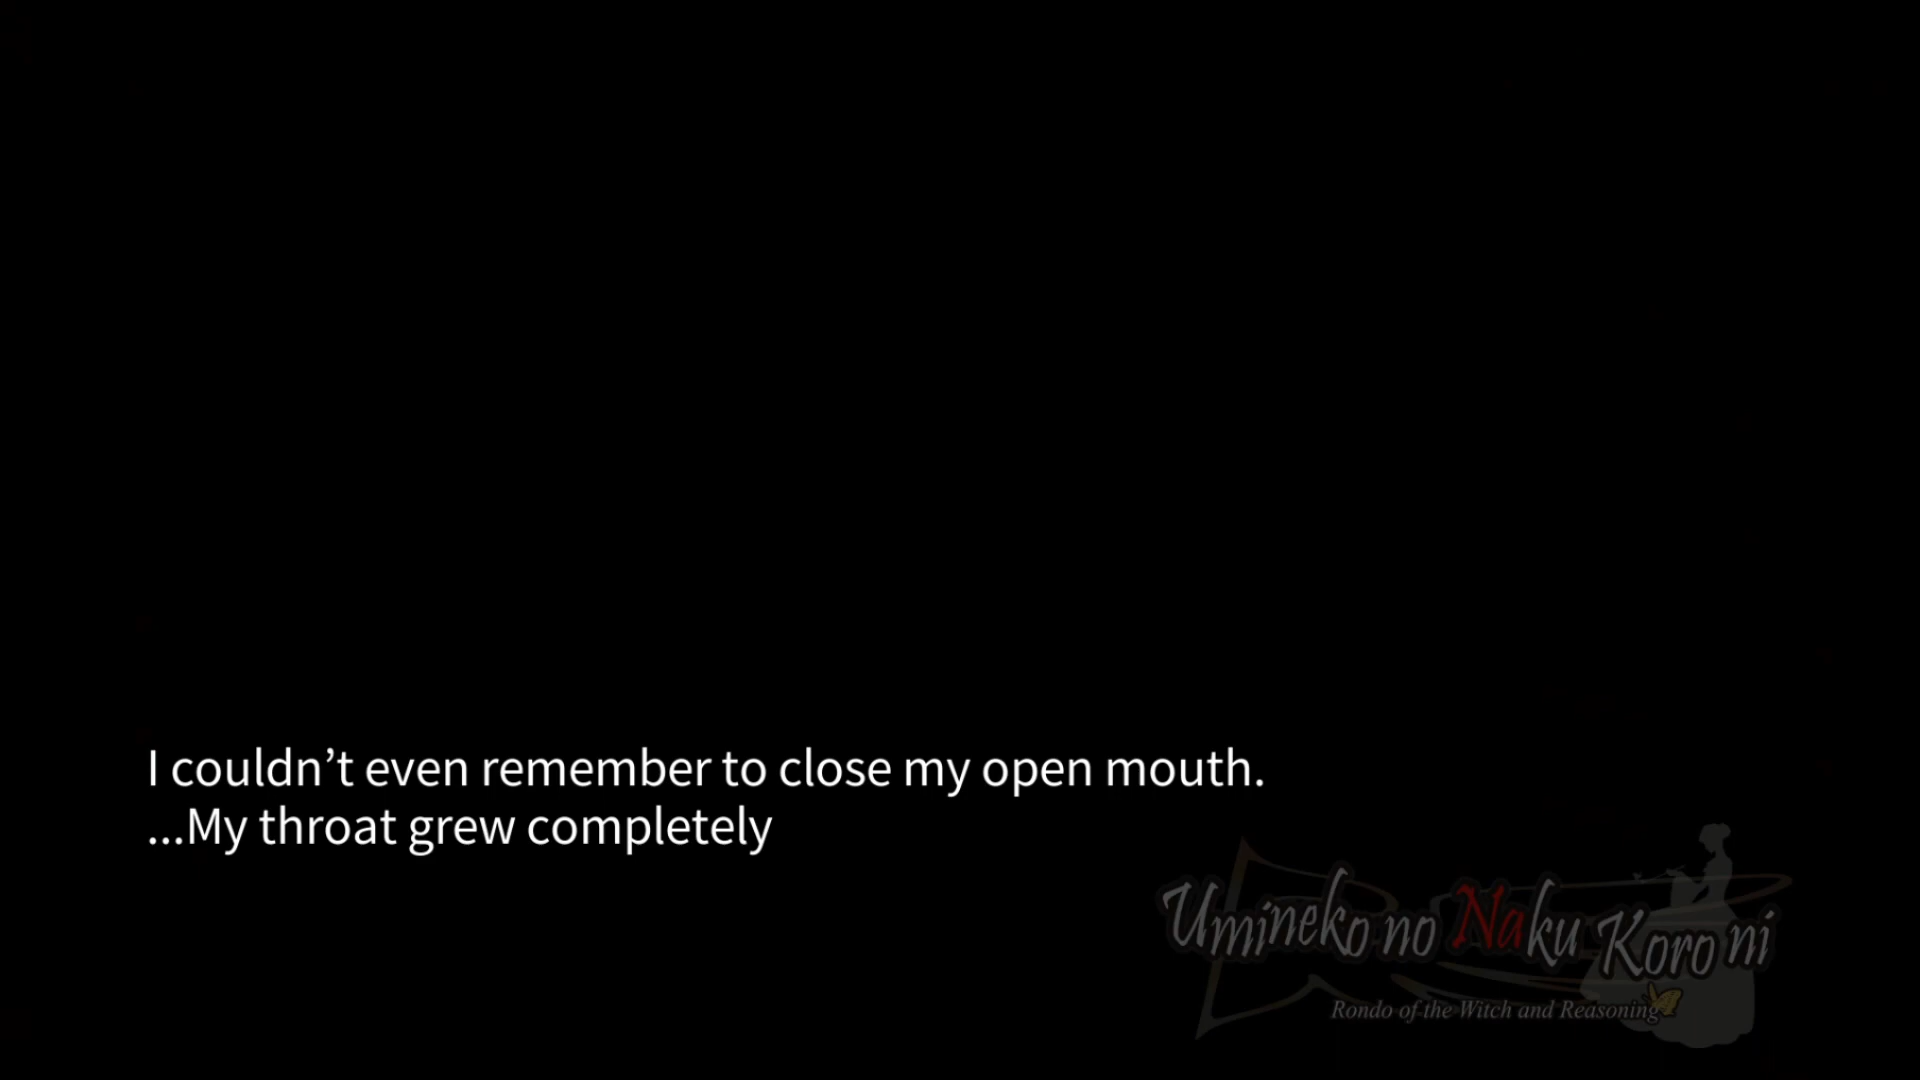 I couldn’t even remember to close my open mouth.
...My throat grew completely
Umineko no Naku Koro ni
Rondo of the Witch and Reasoning